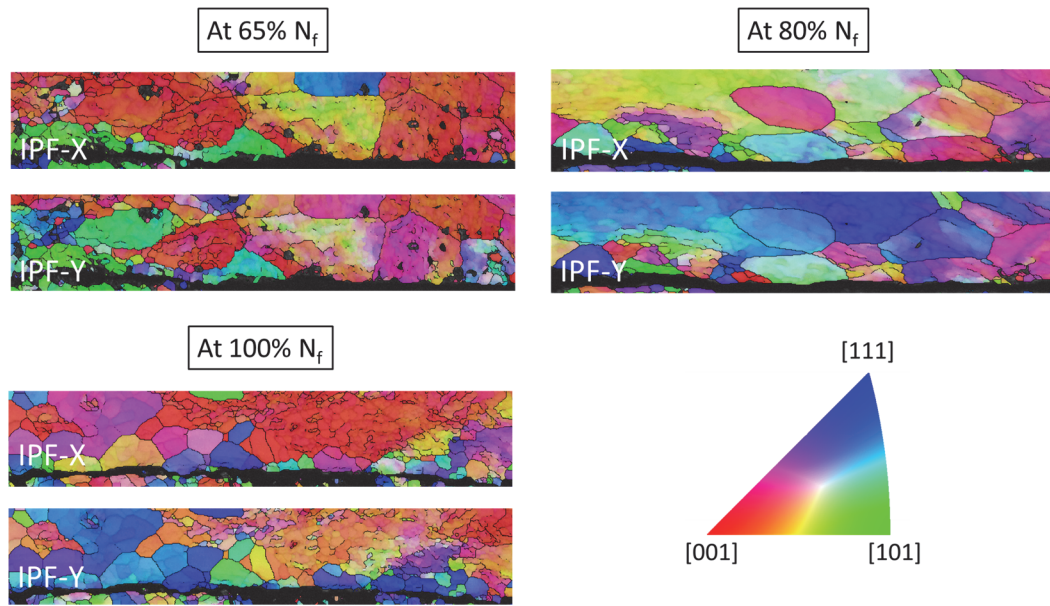 At 65% Nf
At 80% Nf
IPF-X
IPF-X
IPF-Y
IPF-Y
At 100% Nf
[111]
IPF-X
IPF-Y
[001]
[101]